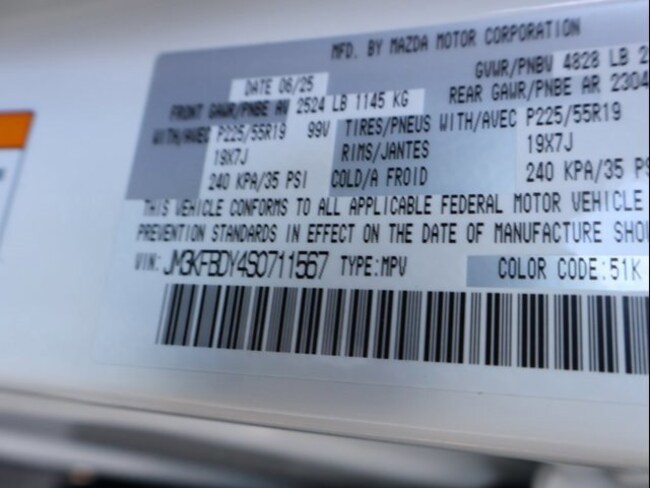 MFD. BY MAZDA MOTOR CORPORATION
DATE 06/25 GVWR/PNBV 4828 LB 2
FRONT GAWR/PNBE AV 2524 LB 1145 KG REAR GAWR/PNBE AR 2304
WITH/AVEC P225/55R19 99V TIRES/PNEUS WITH/AVEC P225/55R19
19X7J RIMS/JANTES 19X7J
240 KPA/35 PSI COLD/A FROID 240 KPA/35 PS
THIS VEHICLE CONFORMS TO ALL APPLICABLE FEDERAL MOTOR VEHICLE
PREVENTION STANDARDS IN EFFECT ON THE DATE OF MANUFACTURE SHO
VIN: JM3KFBDY4S0711567 TYPE:MPV COLOR CODE:51K